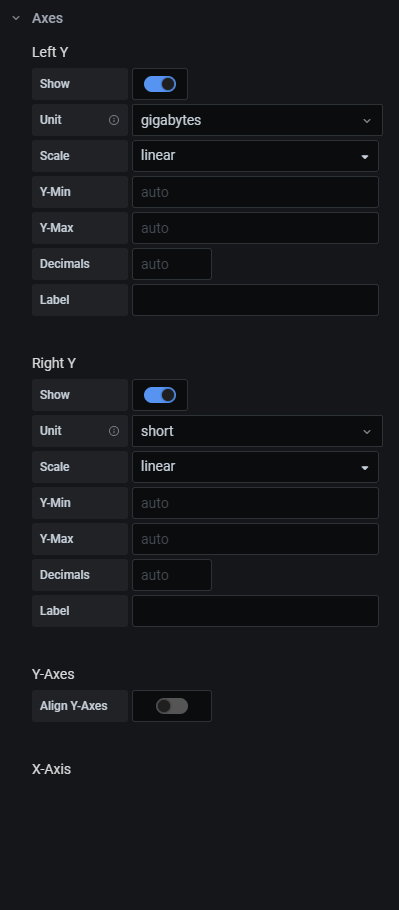 Axes
Left Y
Show
Unit gigabytes
Scale linear
Y-Min auto
Y-Max auto
Decimals auto
Label
Right Y
Show
Unit short
Scale linear
Y-Min auto
Y-Max auto
Decimals auto
Label
Y-Axes
Align Y-Axes
X-Axis